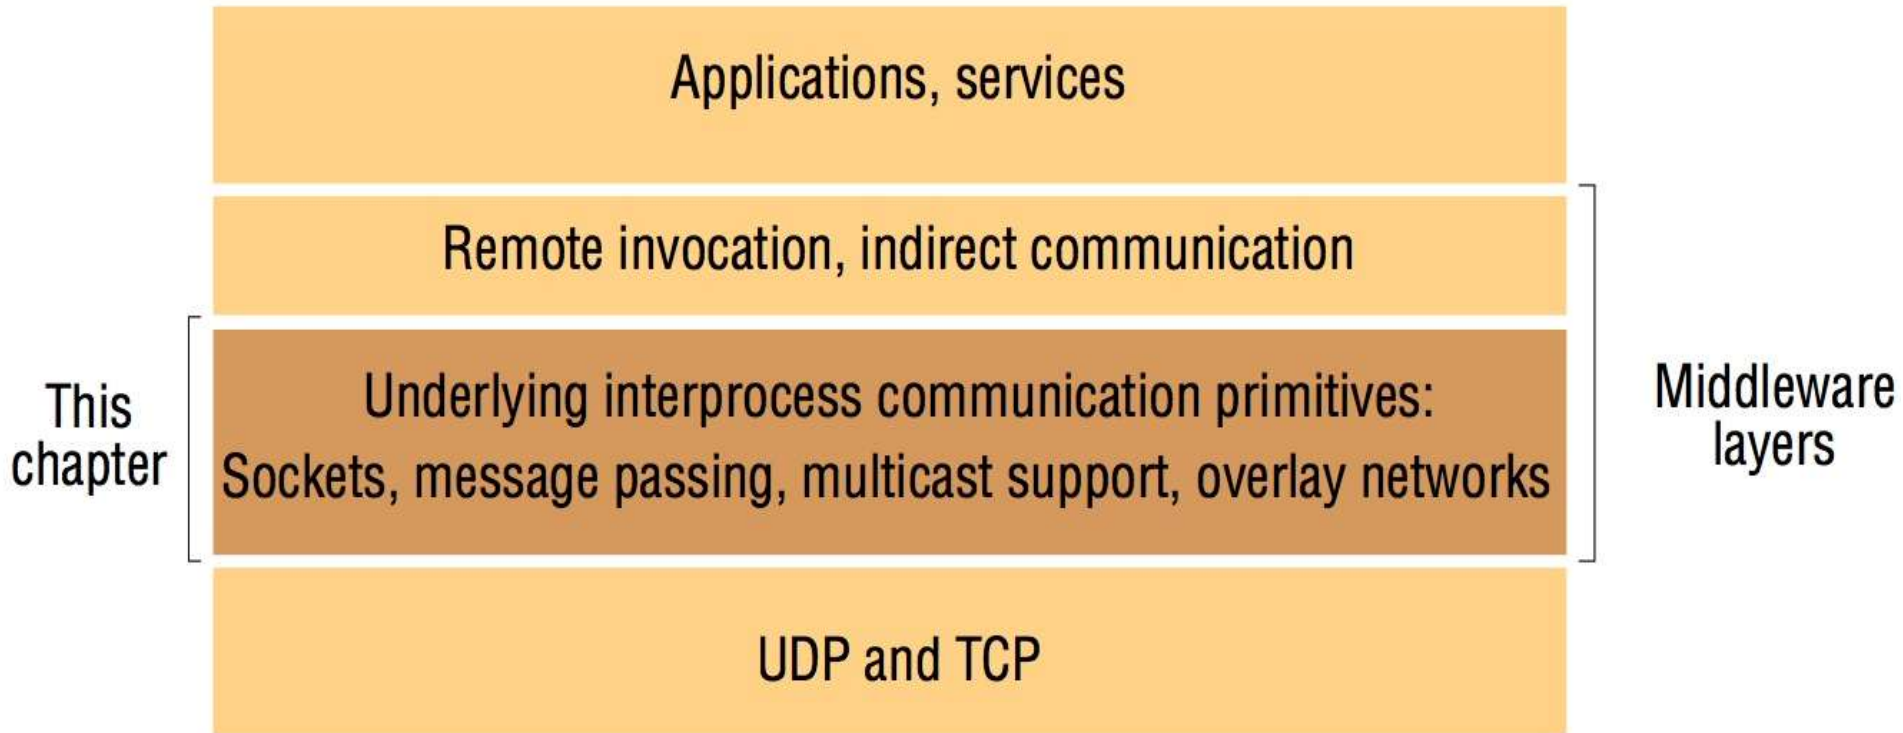 Applications, services
Remote invocation, indirect communication
This
chapter
Underlying interprocess communication primitives:
Sockets, message passing, multicast support, overlay networks
Middleware
layers
UDP and TCP